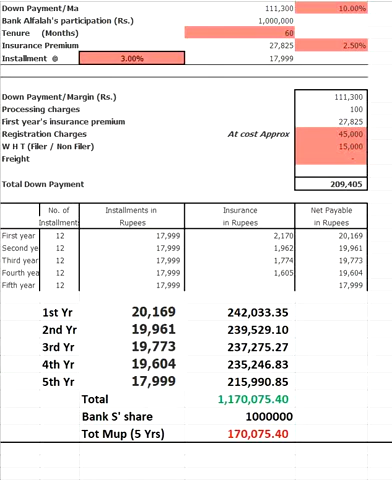 Down Payment/Ma 111,300 10.00%
Bank Alfalah's participation (Rs.) 1,000,000
Tenure (Months) 60
Insurance Premium 27,825 2.50%
Installment @ 3.00% 17,999
Down Payment/Margin (Rs.) 111,300
Processing charges 100
First year's insurance premium 27,825
Registration Charges At cost Approx 45,000
W H T (Filer / Non Filer) 15,000
Freight -
Total Down Payment 209,405
No. of Installments Installments in Rupees Insurance in Rupees Net Payable in Rupees
First year 12 17,999 2,170 20,169
Second ye 12 17,999 1,962 19,961
Third year 12 17,999 1,774 19,773
Fourth yea 12 17,999 1,605 19,604
Fifth year 12 17,999 17,999
1st Yr 20,169 242,033.35
2nd Yr 19,961 239,529.10
3rd Yr 19,773 237,275.27
4th Yr 19,604 235,246.83
5th Yr 17,999 215,990.85
Total 1,170,075.40
Bank S' share 1000000
Tot Mup (5 Yrs) 170,075.40